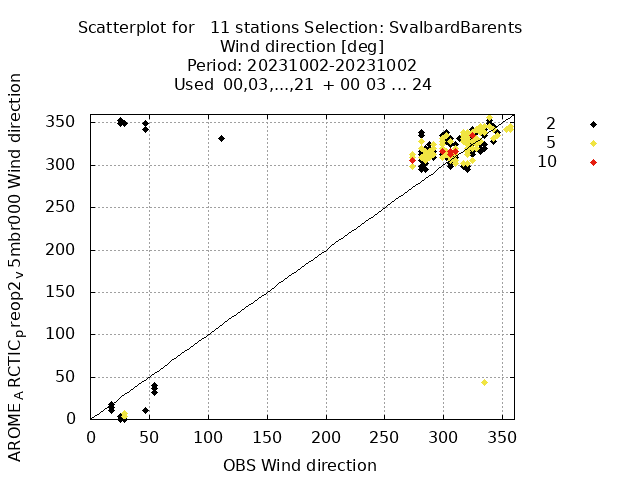 Scatterplot for   11 stations Selection: SvalbardBarents
Wind direction [deg]
Period: 20231002-20231002
Used  00,03,...,21  + 00 03 ... 24
AROME_ARCTIC_preop2_v5mbr000 Wind direction
350
300
250
200
150
100
50
0
0 50 100 150 200 250 300 350
OBS Wind direction
2
5
10